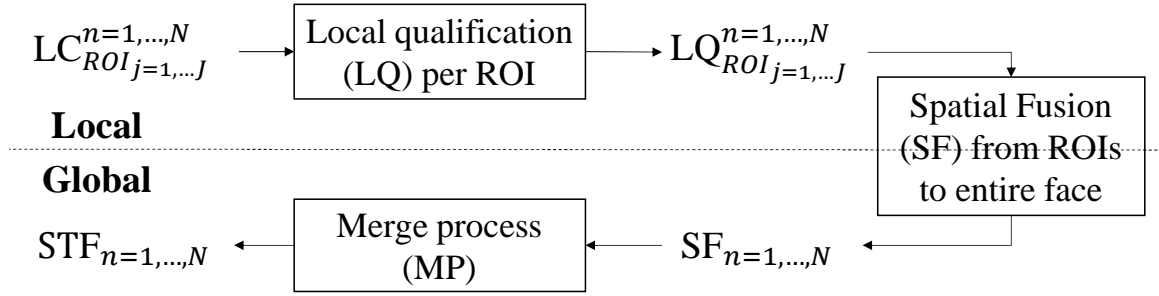 LC^{n=1,…,N}_{ROI_{j=1,…J}}
Local qualification
(LQ) per ROI
LQ^{n=1,…,N}_{ROI_{j=1,…J}}
Spatial Fusion
(SF) from ROIs
to entire face
Local
Global
STF_{n=1,…,N}
Merge process
(MP)
SF_{n=1,…,N}